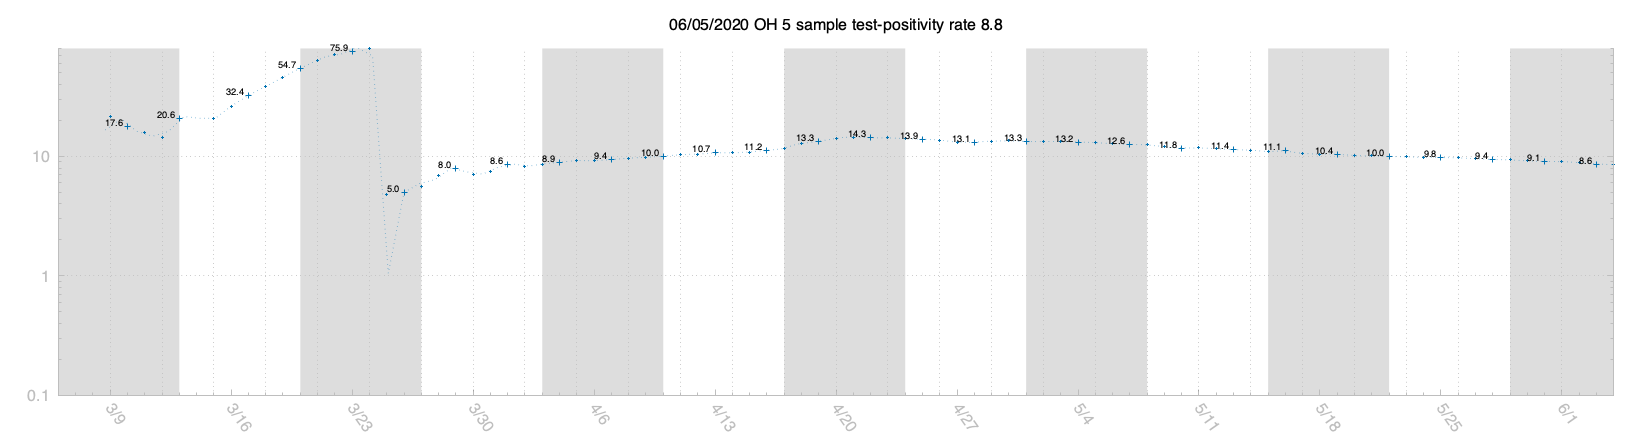 06/05/2020 OH 5 sample test-positivity rate 8.8
17.6 20.6 32.4 54.7 75.9 5.0 8.0 8.6 8.9 9.4 10.0 10.7 11.2 13.3 14.3 13.9 13.1 13.3 13.2 12.6 11.8 11.4 11.1 10.4 10.0 9.8 9.4 9.1 8.6
10
1
0.1
3/9 3/16 3/23 3/30 4/6 4/13 4/20 4/27 5/4 5/11 5/18 5/25 6/1